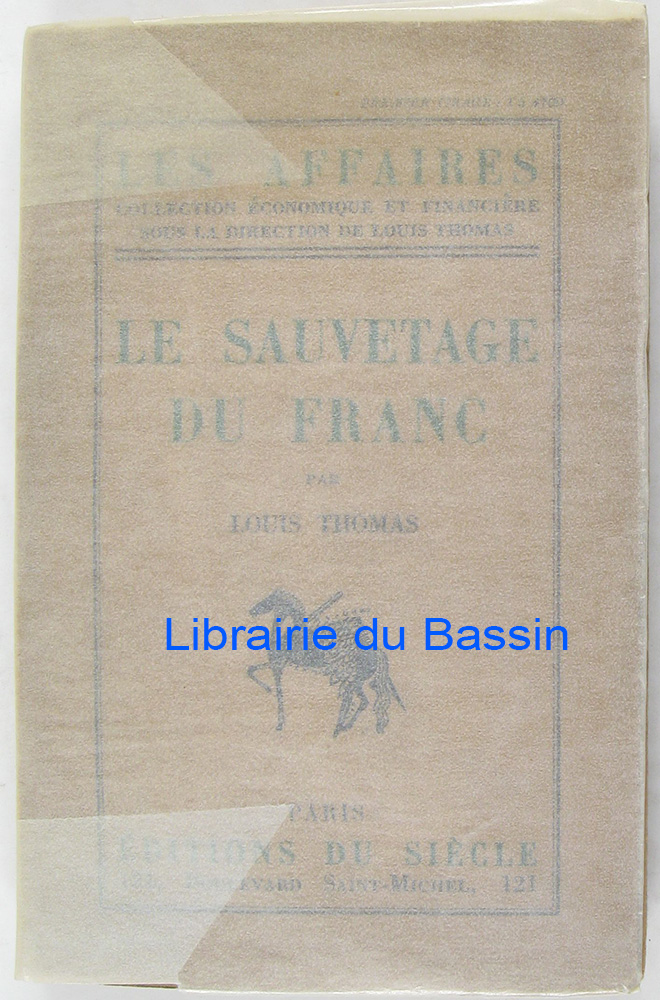 LES AFFAIRES
COLLECTION ÉCONOMIQUE ET FINANCIÈRE
SOUS LA DIRECTION DE LOUIS THOMAS
LE SAUVETAGE
DU FRANC
PAR
LOUIS THOMAS
Librairie du Bassin
PARIS
ÉDITIONS DU SIÈCLE
BOULEVARD SAINT-MICHEL, 121